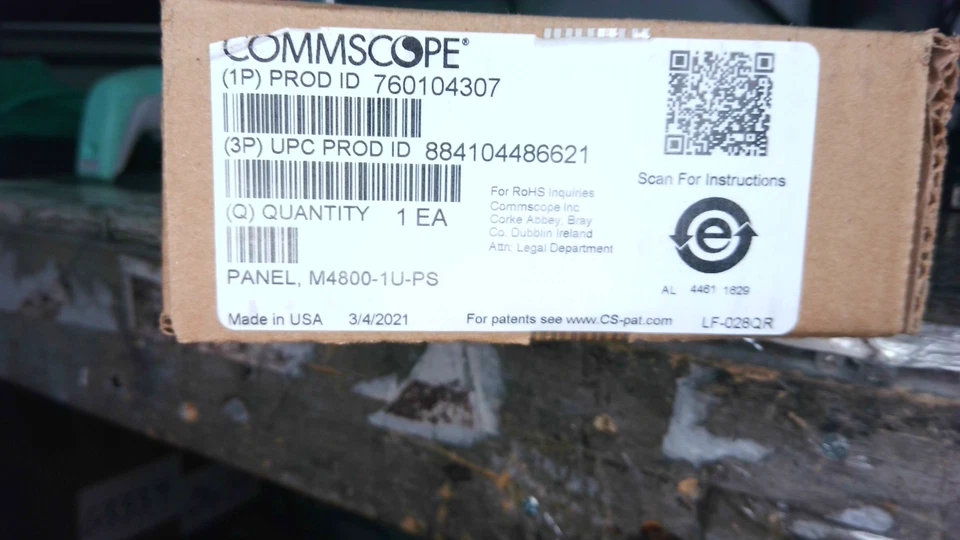 COMMSCOPE®
(1P) PROD ID 760104307
(3P) UPC PROD ID 884104486621
(Q) QUANTITY 1 EA
PANEL, M4800-1U-PS
Made in USA 3/4/2021
For RoHS Inquiries
Commscope Inc
Corke Abbey, Bray
Co. Dubblin Ireland
Attn: Legal Department
For patents see www.CS-pat.com
Scan For Instructions
e
AL 4461 1629
LF-028QR